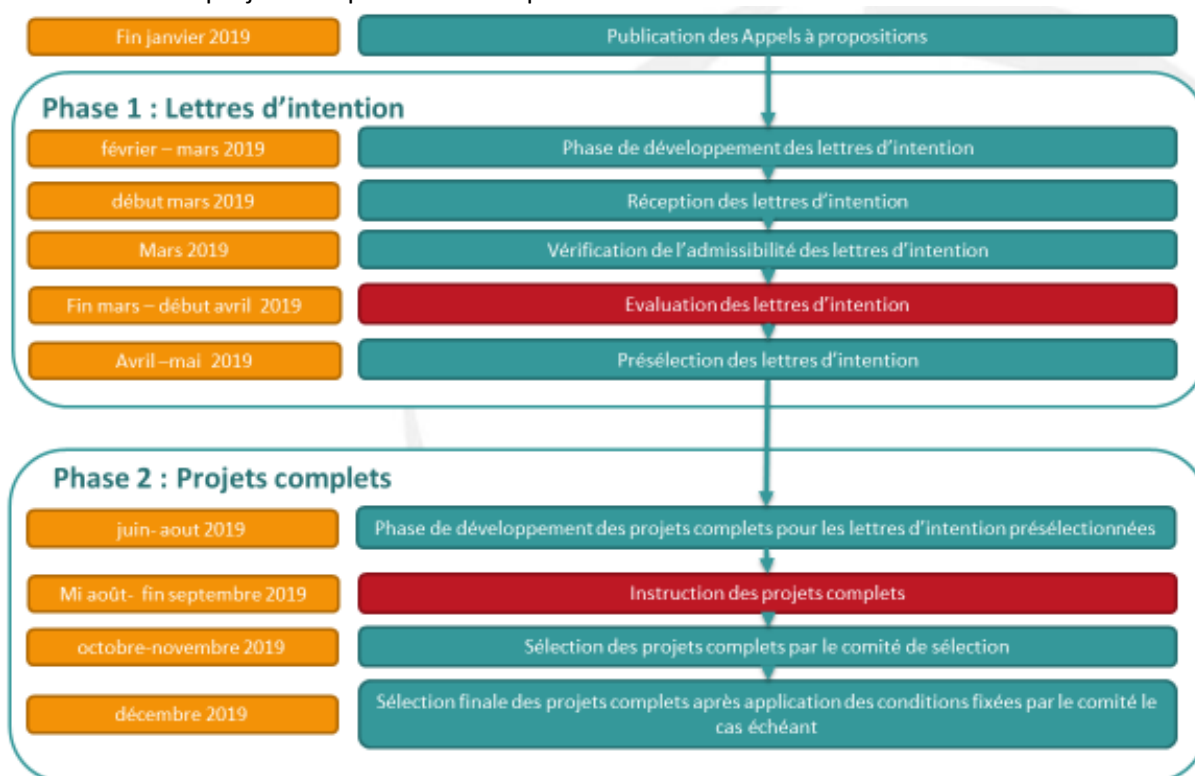 Fin janvier 2019
Publication des Appels à propositions
Phase 1 : Lettres d'intention
février – mars 2019
Phase de développement des lettres d'intention
début mars 2019
Réception des lettres d'intention
Mars 2019
Vérification de l'admissibilité des lettres d'intention
Fin mars – début avril 2019
Evaluation des lettres d'intention
Avril –mai 2019
Présélection des lettres d'intention
Phase 2 : Projets complets
juin- aout 2019
Phase de développement des projets complets pour les lettres d'intention présélectionnées
Mi août- fin septembre 2019
Instruction des projets complets
octobre-novembre 2019
Sélection des projets complets par le comité de sélection
décembre 2019
Sélection finale des projets complets après application des conditions fixées par le comité le
cas échéant